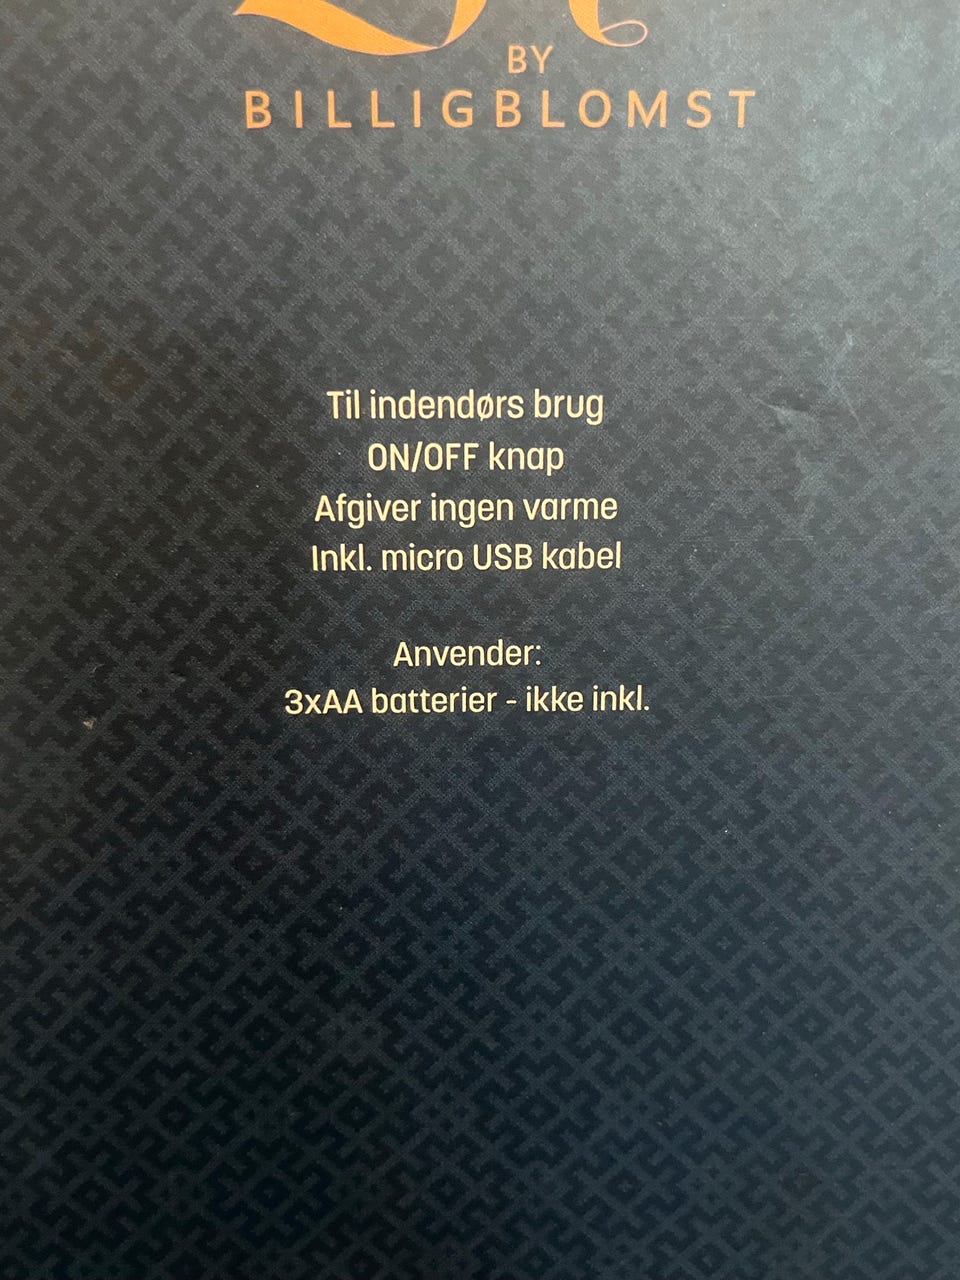 BY
BILLIGBLOMST
Til indendørs brug
ON/OFF knap
Afgiver ingen varme
Inkl. micro USB kabel
Anvender:
3xAA batterier - ikke inkl.